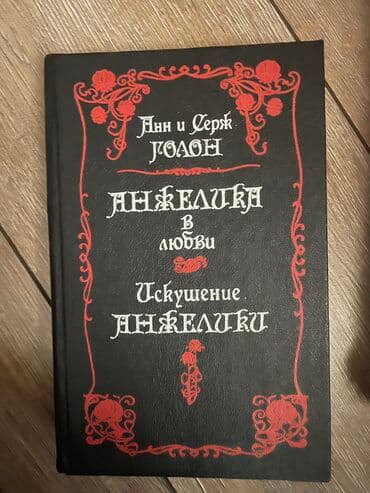 Анн и Серж
ГОЛОН
АНЖЕЛИКА
в
любви
Искушение
АНЖЕЛИКИ